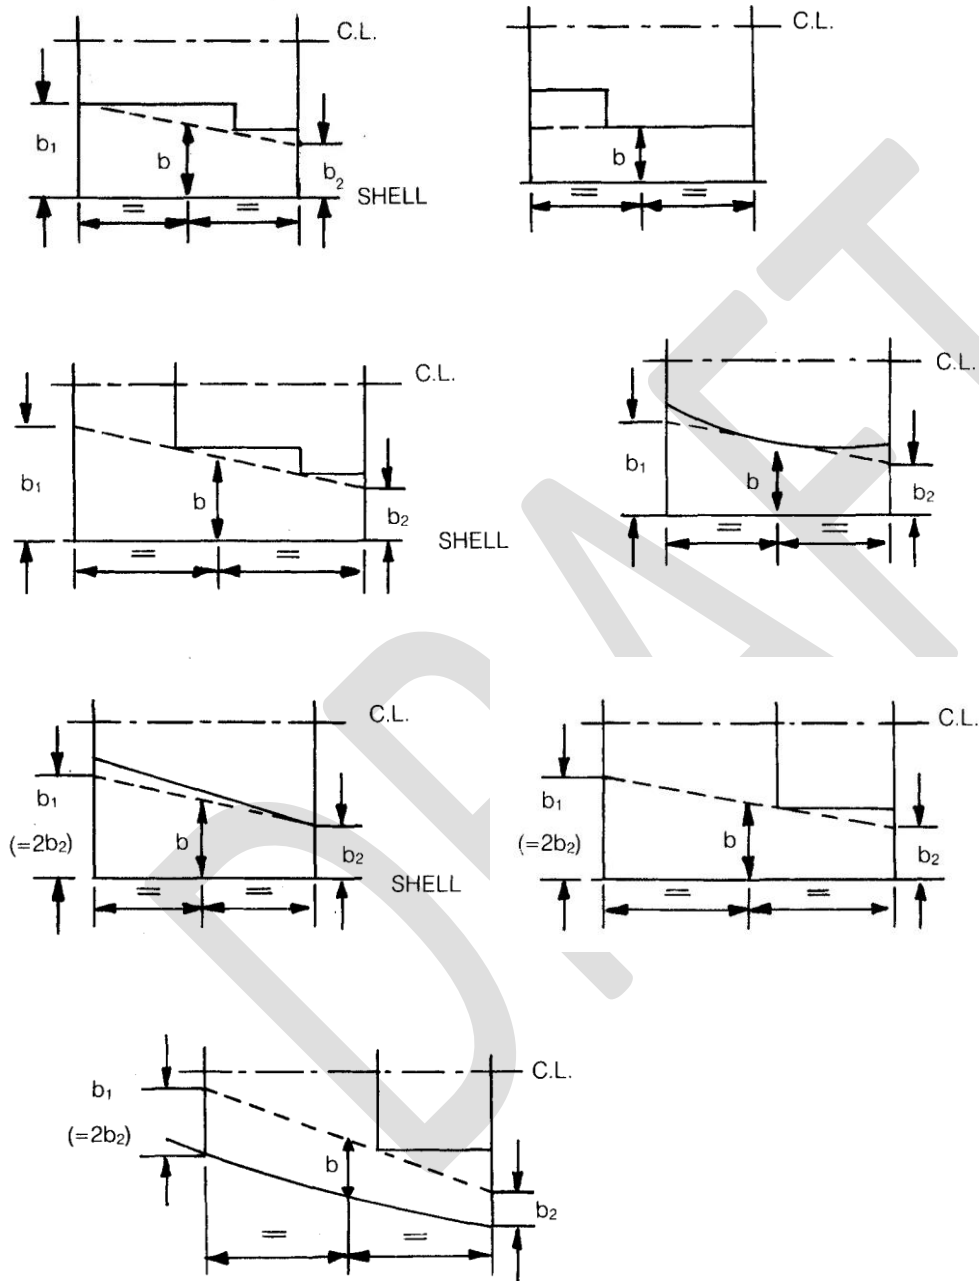 C.L.
b1
b
b2
SHELL
=
=
C.L.
b
=
=
C.L.
b1
b
b2
SHELL
=
=
C.L.
b1
b
b2
=
=
C.L.
b1
(=2b2)
b
b2
SHELL
=
=
C.L.
b1
(=2b2)
b
b2
=
=
C.L.
b1
(=2b2)
b
b2
=
=
DRAFT